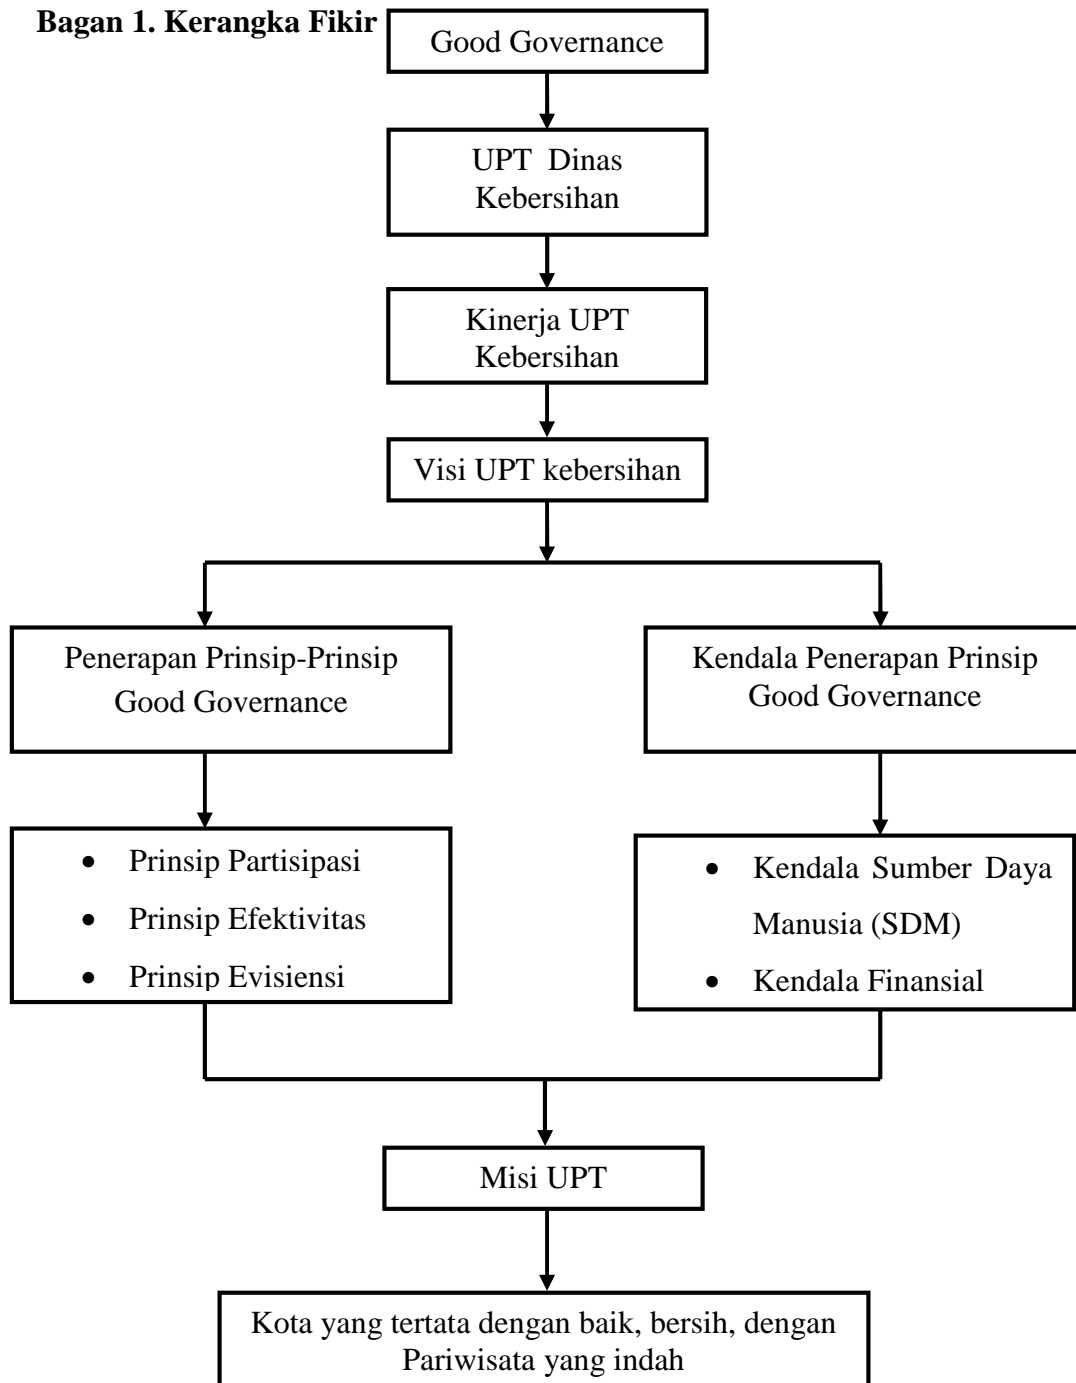 Bagan 1. Kerangka Fikir
Good Governance
UPT Dinas
Kebersihan
Kinerja UPT
Kebersihan
Visi UPT kebersihan
Penerapan Prinsip-Prinsip
Good Governance
Kendala Penerapan Prinsip
Good Governance
• Prinsip Partisipasi
• Prinsip Efektivitas
• Prinsip Evisiensi
• Kendala Sumber Daya
Manusia (SDM)
• Kendala Finansial
Misi UPT
Kota yang tertata dengan baik, bersih, dengan
Pariwisata yang indah